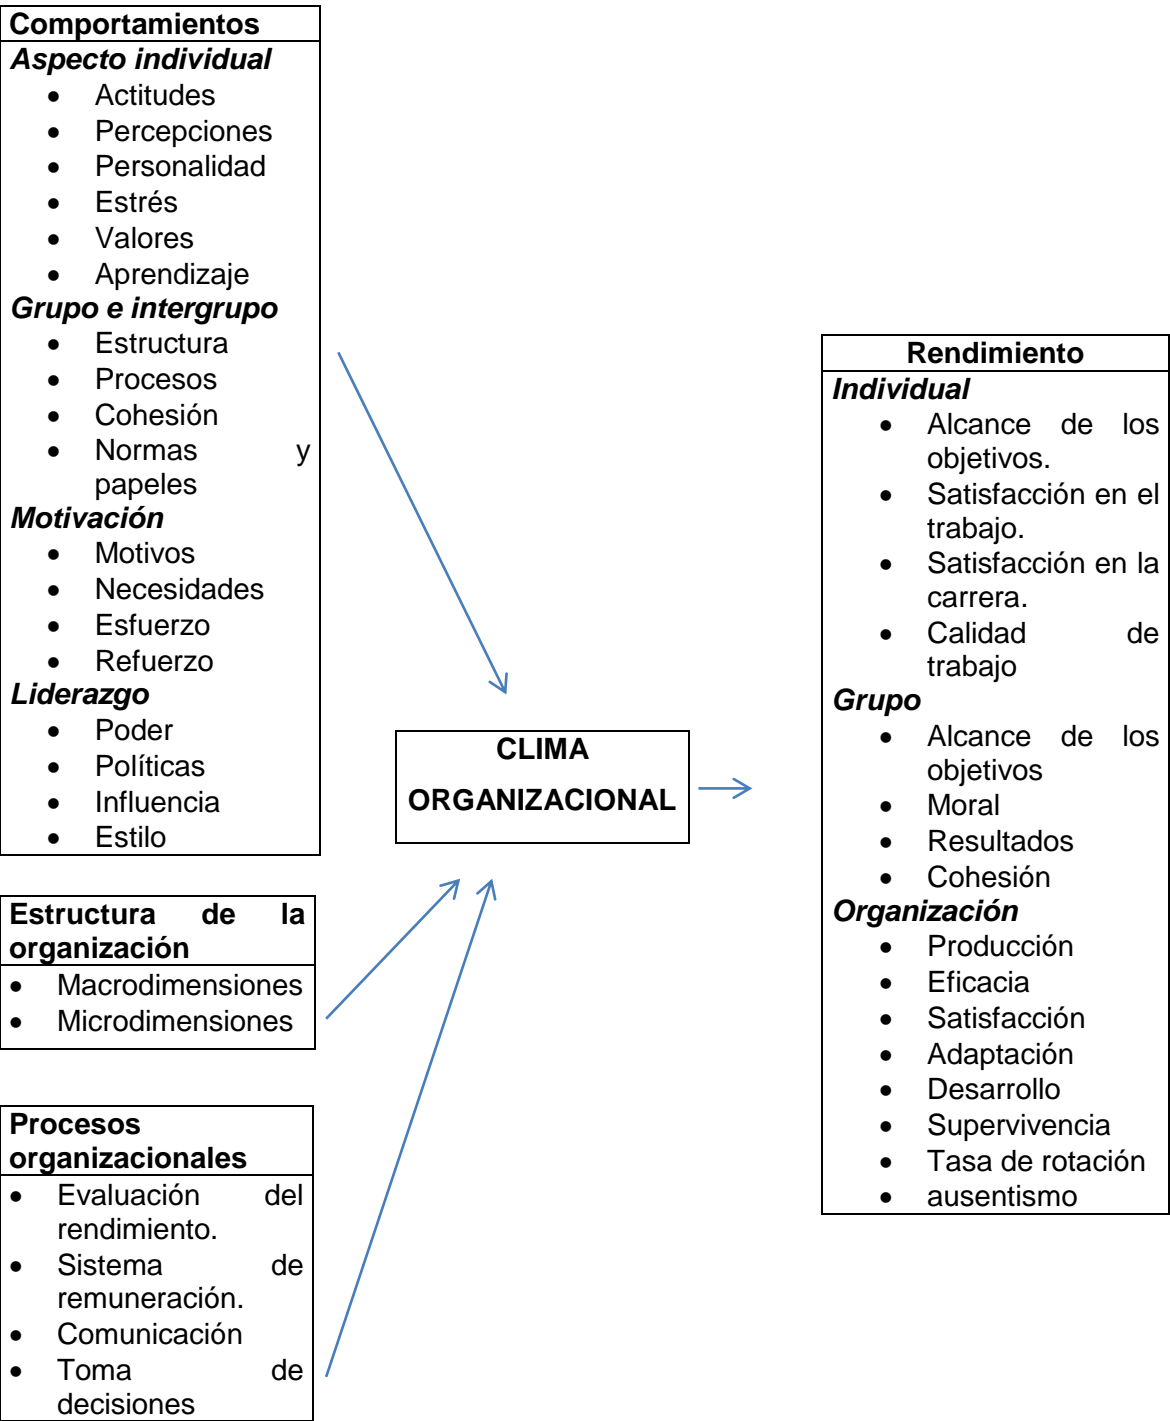 Comportamientos
Aspecto individual
• Actitudes
• Percepciones
• Personalidad
• Estrés
• Valores
• Aprendizaje
Grupo e intergrupo
• Estructura
• Procesos
• Cohesión
• Normas y
papeles
Motivación
• Motivos
• Necesidades
• Esfuerzo
• Refuerzo
Liderazgo
• Poder
• Políticas
• Influencia
• Estilo
Estructura de la
organización
• Macrodimensiones
• Microdimensiones
Procesos
organizacionales
• Evaluación del
rendimiento.
• Sistema de
remuneración.
• Comunicación
• Toma de
decisiones
CLIMA
ORGANIZACIONAL
Rendimiento
Individual
• Alcance de los
objetivos.
• Satisfacción en el
trabajo.
• Satisfacción en la
carrera.
• Calidad de
trabajo
Grupo
• Alcance de los
objetivos
• Moral
• Resultados
• Cohesión
Organización
• Producción
• Eficacia
• Satisfacción
• Adaptación
• Desarrollo
• Supervivencia
• Tasa de rotación
• ausentismo